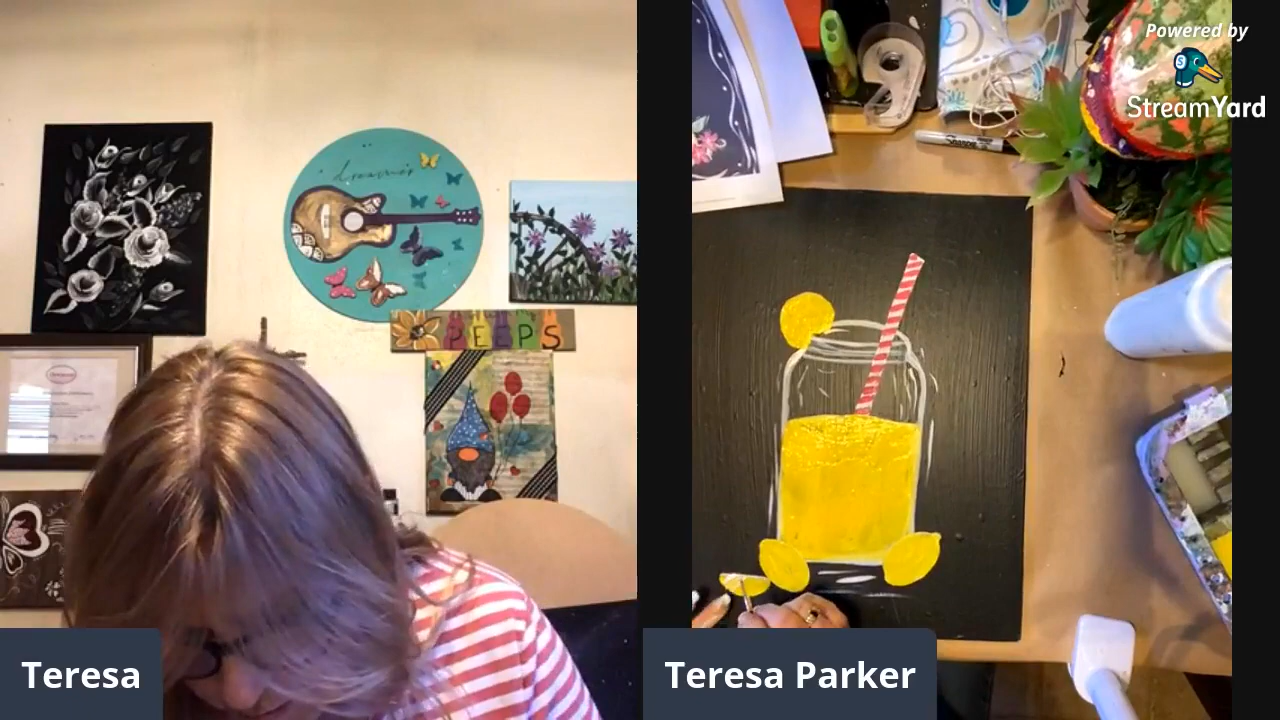 Powered by
StreamYard
dreamer
Sharpie
PEEPS
Teresa
Teresa Parker